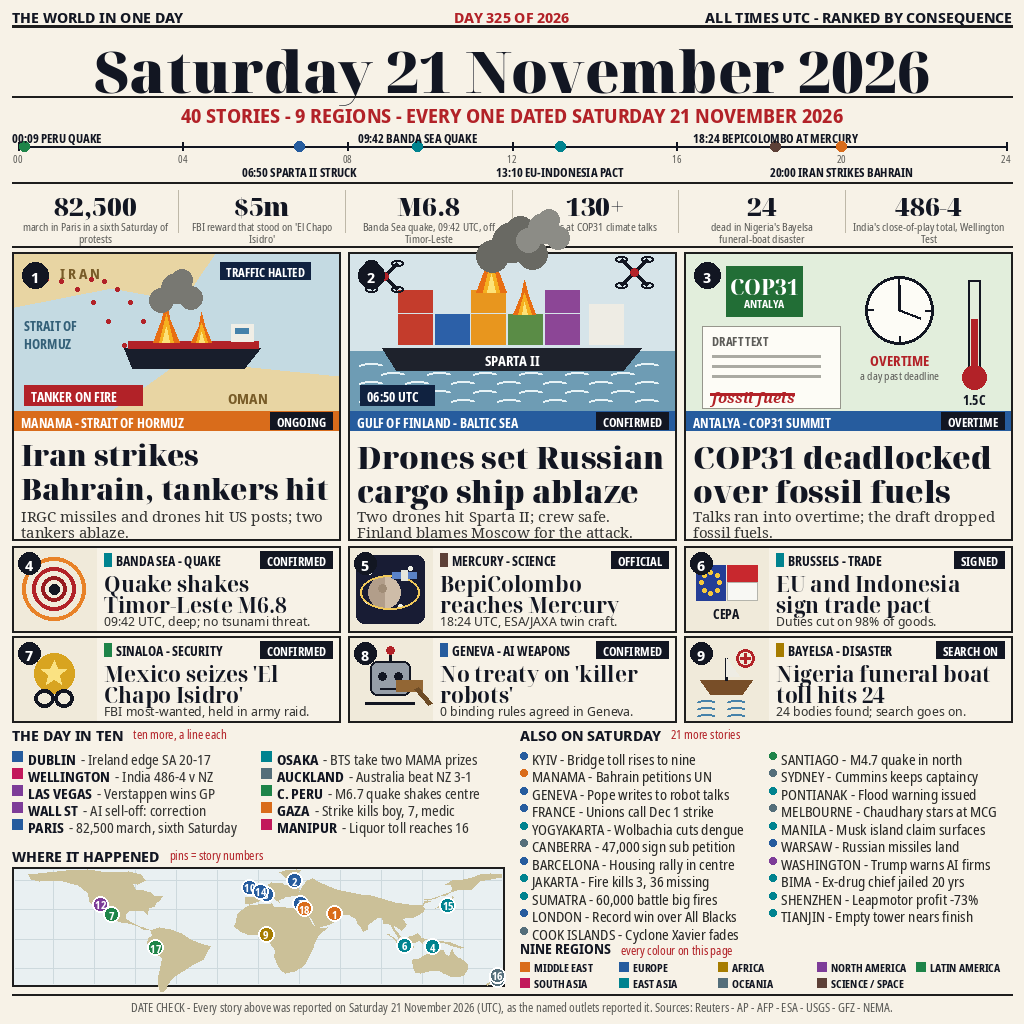 THE WORLD IN ONE DAY
DAY 325 OF 2026
ALL TIMES UTC - RANKED BY CONSEQUENCE
Saturday 21 November 2026
40 STORIES - 9 REGIONS - EVERY ONE DATED SATURDAY 21 NOVEMBER 2026
00:09 PERU QUAKE
09:42 BANDA SEA QUAKE
18:24 BEPICOLOMBO AT MERCURY
00
04
08
12
16
20
24
06:50 SPARTA II STRUCK
13:10 EU-INDONESIA PACT
20:00 IRAN STRIKES BAHRAIN
82,500
march in Paris in a sixth Saturday of
protests
$5m
FBI reward that stood on 'El Chapo
Isidro'
M6.8
Banda Sea quake, 09:42 UTC, off
Timor-Leste
130+
at COP31 climate talks
24
dead in Nigeria's Bayelsa
funeral-boat disaster
486-4
India's close-of-play total, Wellington
Test
1
IRAN
TRAFFIC HALTED
STRAIT OF
HORMUZ
TANKER ON FIRE
OMAN
MANAMA - STRAIT OF HORMUZ
ONGOING
Iran strikes
Bahrain, tankers hit
IRGC missiles and drones hit US posts; two
tankers ablaze.
2
SPARTA II
06:50 UTC
GULF OF FINLAND - BALTIC SEA
CONFIRMED
Drones set Russian
cargo ship ablaze
Two drones hit Sparta II; crew safe.
Finland blames Moscow for the attack.
3
COP31
ANTALYA
DRAFT TEXT
fossil fuels
OVERTIME
a day past deadline
1.5C
ANTALYA - COP31 SUMMIT
OVERTIME
COP31 deadlocked
over fossil fuels
Talks ran into overtime; the draft dropped
fossil fuels.
4
BANDA SEA - QUAKE
CONFIRMED
Quake shakes
Timor-Leste M6.8
09:42 UTC, deep; no tsunami threat.
5
MERCURY - SCIENCE
OFFICIAL
BepiColombo
reaches Mercury
18:24 UTC, ESA/JAXA twin craft.
6
CEPA
BRUSSELS - TRADE
SIGNED
EU and Indonesia
sign trade pact
Duties cut on 98% of goods.
7
SINALOA - SECURITY
CONFIRMED
Mexico seizes 'El
Chapo Isidro'
FBI most-wanted, held in army raid.
8
GENEVA - AI WEAPONS
CONFIRMED
No treaty on 'killer
robots'
0 binding rules agreed in Geneva.
9
BAYELSA - DISASTER
SEARCH ON
Nigeria funeral boat
toll hits 24
24 bodies found; search goes on.
THE DAY IN TEN
ten more, a line each
DUBLIN - Ireland edge SA 20-17
WELLINGTON - India 486-4 v NZ
LAS VEGAS - Verstappen wins GP
WALL ST - AI sell-off: correction
PARIS - 82,500 march, sixth Saturday
OSAKA - BTS take two MAMA prizes
AUCKLAND - Australia beat NZ 3-1
C. PERU - M6.7 quake shakes centre
GAZA - Strike kills boy, 7, medic
MANIPUR - Liquor toll reaches 16
WHERE IT HAPPENED
pins = story numbers
12
7
17
10
14
2
18
1
9
15
6
4
16
ALSO ON SATURDAY
21 more stories
KYIV - Bridge toll rises to nine
MANAMA - Bahrain petitions UN
GENEVA - Pope writes to robot talks
FRANCE - Unions call Dec 1 strike
YOGYAKARTA - Wolbachia cuts dengue
CANBERRA - 47,000 sign sub petition
BARCELONA - Housing rally in centre
JAKARTA - Fire kills 3, 36 missing
SUMATRA - 60,000 battle big fires
LONDON - Record win over All Blacks
COOK ISLANDS - Cyclone Xavier fades
SANTIAGO - M4.7 quake in north
SYDNEY - Cummins keeps captaincy
PONTIANAK - Flood warning issued
MELBOURNE - Chaudhary stars at MCG
MANILA - Musk island claim surfaces
WARSAW - Russian missiles land
WASHINGTON - Trump warns AI firms
BIMA - Ex-drug chief jailed 20 yrs
SHENZHEN - Leapmotor profit -73%
TIANJIN - Empty tower nears finish
NINE REGIONS
every colour on this page
MIDDLE EAST
EUROPE
AFRICA
NORTH AMERICA
LATIN AMERICA
SOUTH ASIA
EAST ASIA
OCEANIA
SCIENCE / SPACE
DATE CHECK - Every story above was reported on Saturday 21 November 2026 (UTC), as the named outlets reported it. Sources: Reuters - AP - AFP - ESA - USGS - GFZ - NEMA.